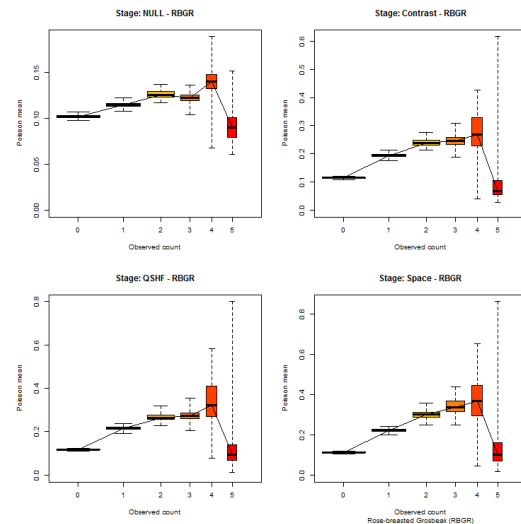 Stage: NULL - RBGR
Poisson mean
0.00
0.05
0.10
0.15
0 1 2 3 4 5
Observed count
Stage: Contrast - RBGR
Poisson mean
0.0
0.1
0.2
0.3
0.4
0.5
0.6
0 1 2 3 4 5
Observed count
Stage: QSHF - RBGR
Poisson mean
0.0
0.2
0.4
0.6
0.8
0 1 2 3 4 5
Observed count
Stage: Space - RBGR
Poisson mean
0.0
0.2
0.4
0.6
0.8
0 1 2 3 4 5
Observed count
Rose-breasted Grosbeak (RBGR)